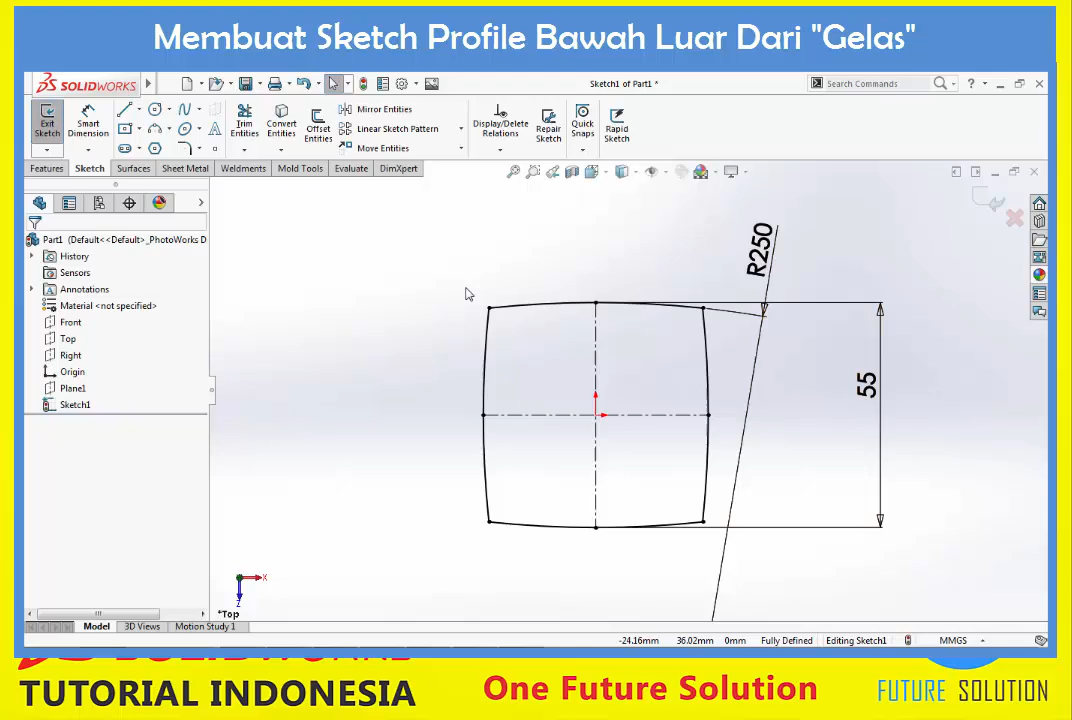 Membuat Sketch Profile Bawah Luar Dari "Gelas"
SOLIDWORKS
Sketch1 of Part1 *
Search Commands
?
Exit Sketch
Smart Dimension
Trim Entities
Convert Entities
Offset Entities
Mirror Entities
Linear Sketch Pattern
Move Entities
Display/Delete Relations
Repair Sketch
Quick Snaps
Rapid Sketch
Features
Sketch
Surfaces
Sheet Metal
Weldments
Mold Tools
Evaluate
DimXpert
Part1 (Default<<Default>_PhotoWorks D
History
Sensors
Annotations
Material <not specified>
Front
Top
Right
Origin
Plane1
Sketch1
R250
55
X
Z
*Top
Model
3D Views
Motion Study 1
-24.16mm
36.02mm
0mm
Fully Defined
Editing Sketch1
MMGS
TUTORIAL INDONESIA
One Future Solution
FUTURE SOLUTION